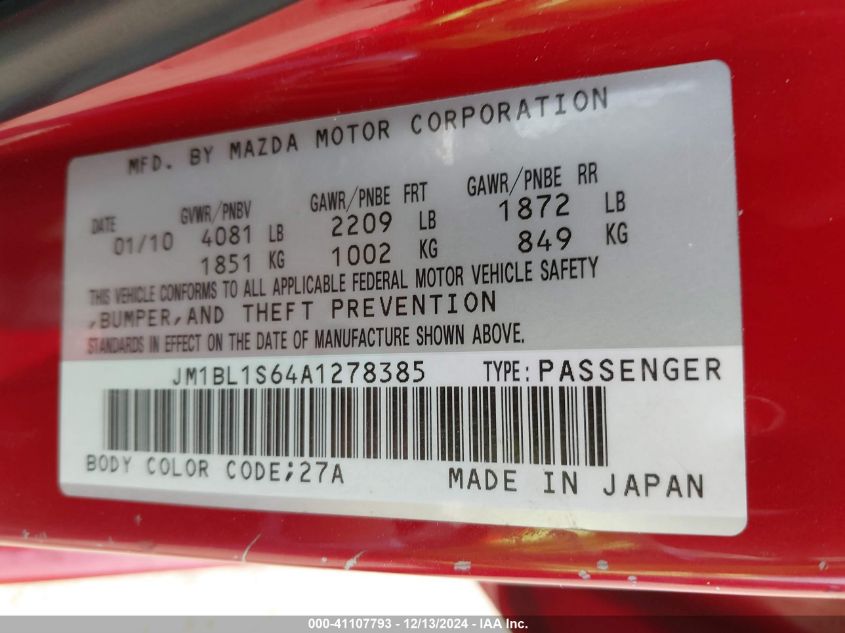 MFD. BY MAZDA MOTOR CORPORATION
DATE GVWR/PNBV GAWR/PNBE FRT GAWR/PNBE RR
01/10 4081 LB 2209 LB 1872 LB
1851 KG 1002 KG 849 KG
THIS VEHICLE CONFORMS TO ALL APPLICABLE FEDERAL MOTOR VEHICLE SAFETY
,BUMPER,AND THEFT PREVENTION
STANDARDS IN EFFECT ON THE DATE OF MANUFACTURE SHOWN ABOVE.
JM1BL1S64A1278385 TYPE: PASSENGER
BODY COLOR CODE;27A MADE IN JAPAN
000-41107793 - 12/13/2024 - IAA Inc.